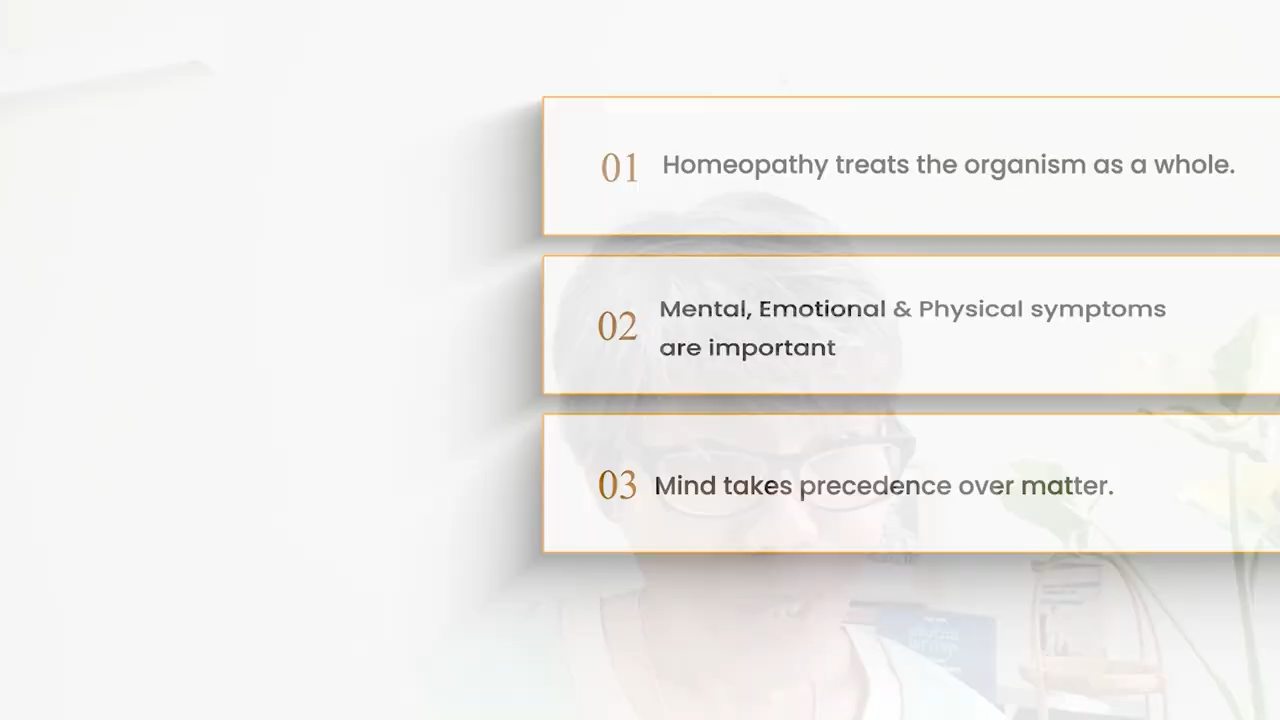 01 Homeopathy treats the organism as a whole.
02 Mental, Emotional & Physical symptoms
are important
03 Mind takes precedence over matter.